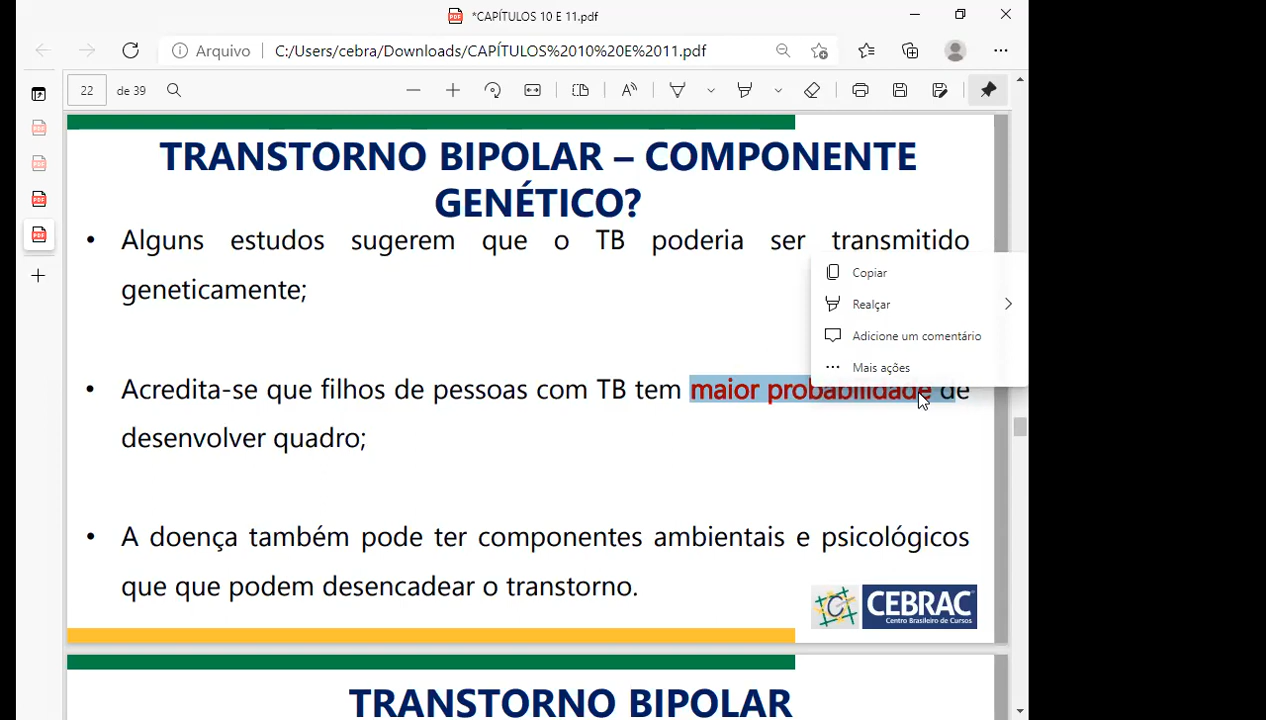 *CAPÍTULOS 10 E 11.pdf
Arquivo
C:/Users/cebra/Downloads/CAPÍTULOS%2010%20E%2011.pdf
22
de 39
TRANSTORNO BIPOLAR – COMPONENTE
GENÉTICO?
• Alguns estudos sugerem que o TB poderia ser transmitido
geneticamente;
Copiar
Realçar
Adicione um comentário
Mais ações
• Acredita-se que filhos de pessoas com TB tem maior probabilidade de
desenvolver quadro;
• A doença também pode ter componentes ambientais e psicológicos
que que podem desencadear o transtorno.
CEBRAC
Centro Brasileiro de Cursos
TRANSTORNO BIPOLAR